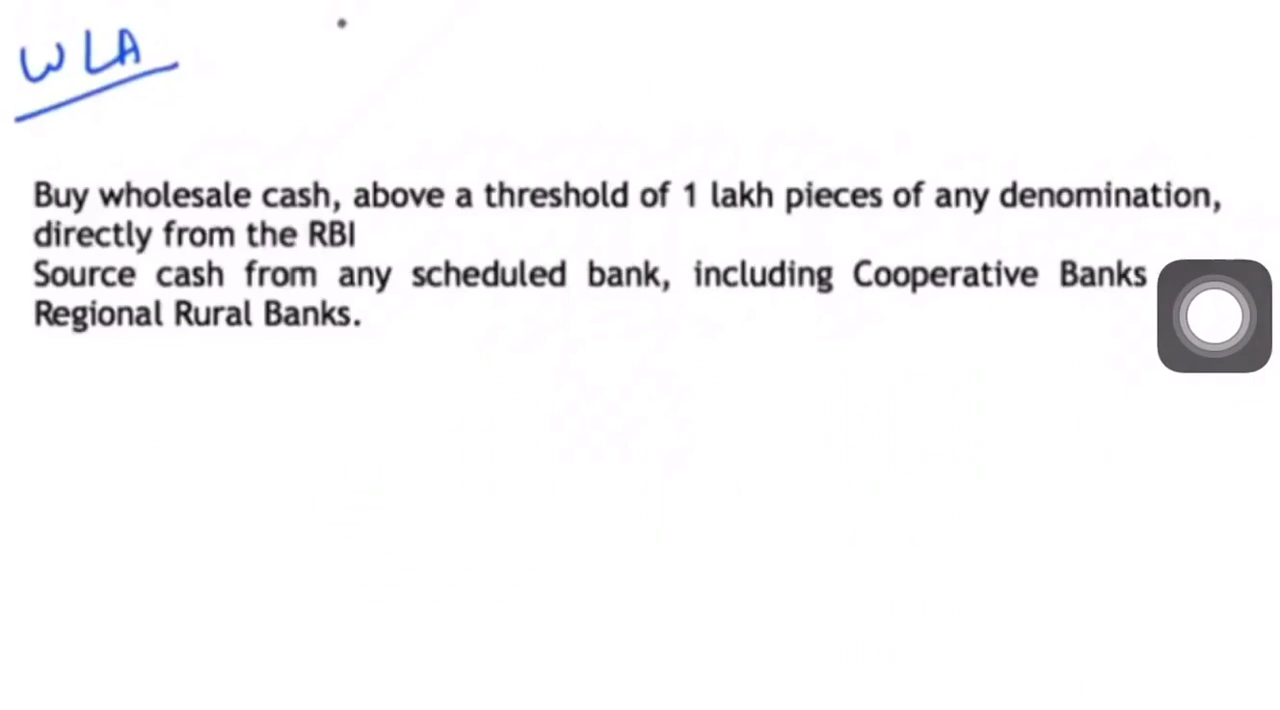 WLA
Buy wholesale cash, above a threshold of 1 lakh pieces of any denomination,
directly from the RBI
Source cash from any scheduled bank, including Cooperative Banks
Regional Rural Banks.